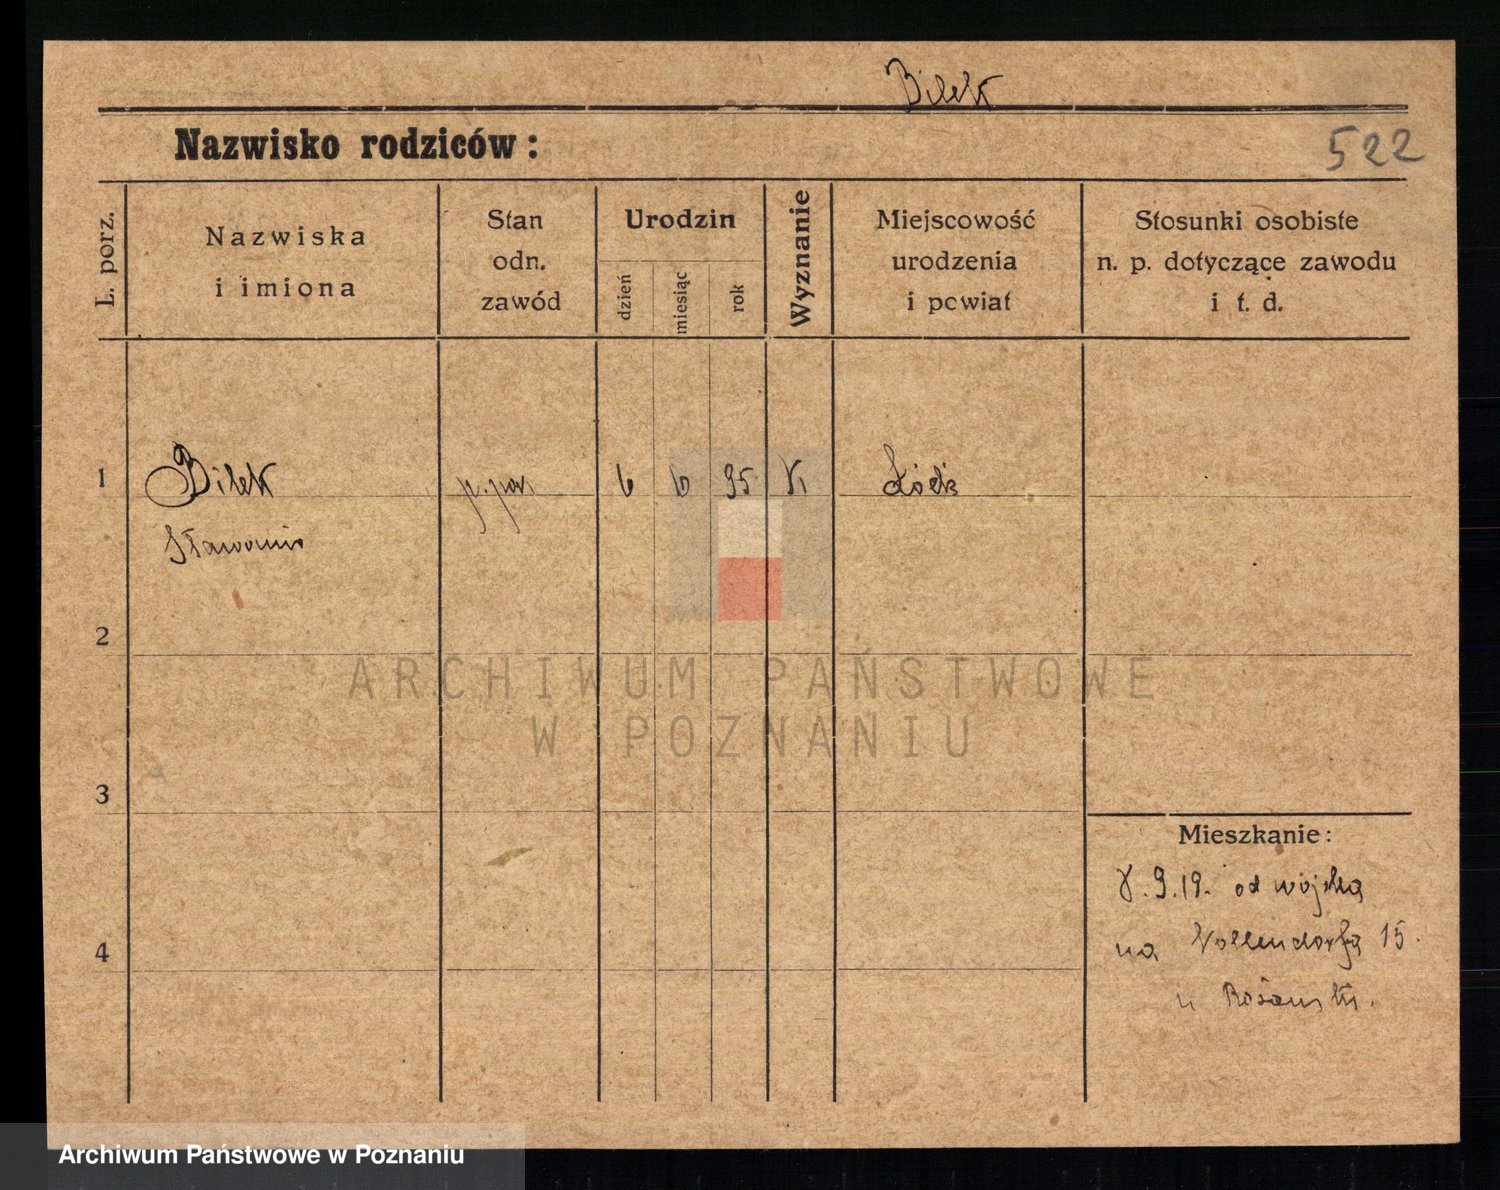 Bilek
Nazwisko rodziców:
522
L. porz.
Nazwiska
i imiona
Stan
odn.
zawód
Urodzin
dzień
miesiąc
rok
Wyznanie
Miejscowość
urodzenia
i powiat
Stosunki osobiste
n. p. dotyczące zawodu
i t. d.
1
Bilek
6 6 95
Łódź
2
3
4
Mieszkanie:
8.9.19. od wojska
na 15.
u
ARCHIWUM PAŃSTWOWE
W POZNANIU
Archiwum Państwowe w Poznaniu